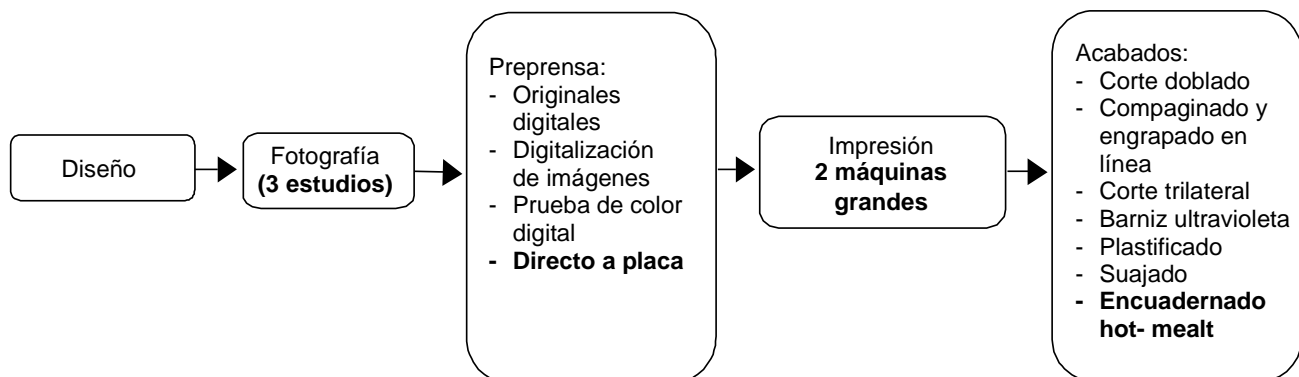 Diseño
Fotografía
(3 estudios)
Preprensa:
- Originales
digitales
- Digitalización
de imágenes
- Prueba de color
digital
- Directo a placa
Impresión
2 máquinas
grandes
Acabados:
- Corte doblado
- Compaginado y
engrapado en
línea
- Corte trilateral
- Barniz ultravioleta
- Plastificado
- Suajado
- Encuadernado
hot- mealt